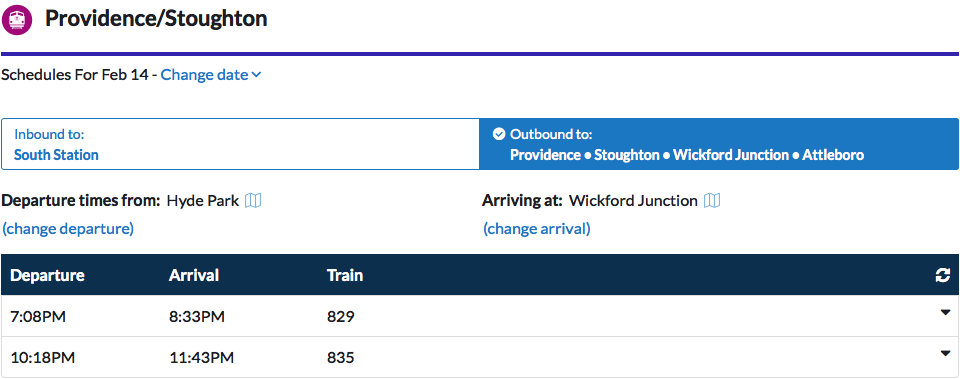 Providence/Stoughton
Schedules For Feb 14 - Change date
Inbound to:
South Station
Outbound to:
Providence • Stoughton • Wickford Junction • Attleboro
Departure times from: Hyde Park
(change departure)
Arriving at: Wickford Junction
(change arrival)
Departure Arrival Train
7:08PM 8:33PM 829
10:18PM 11:43PM 835